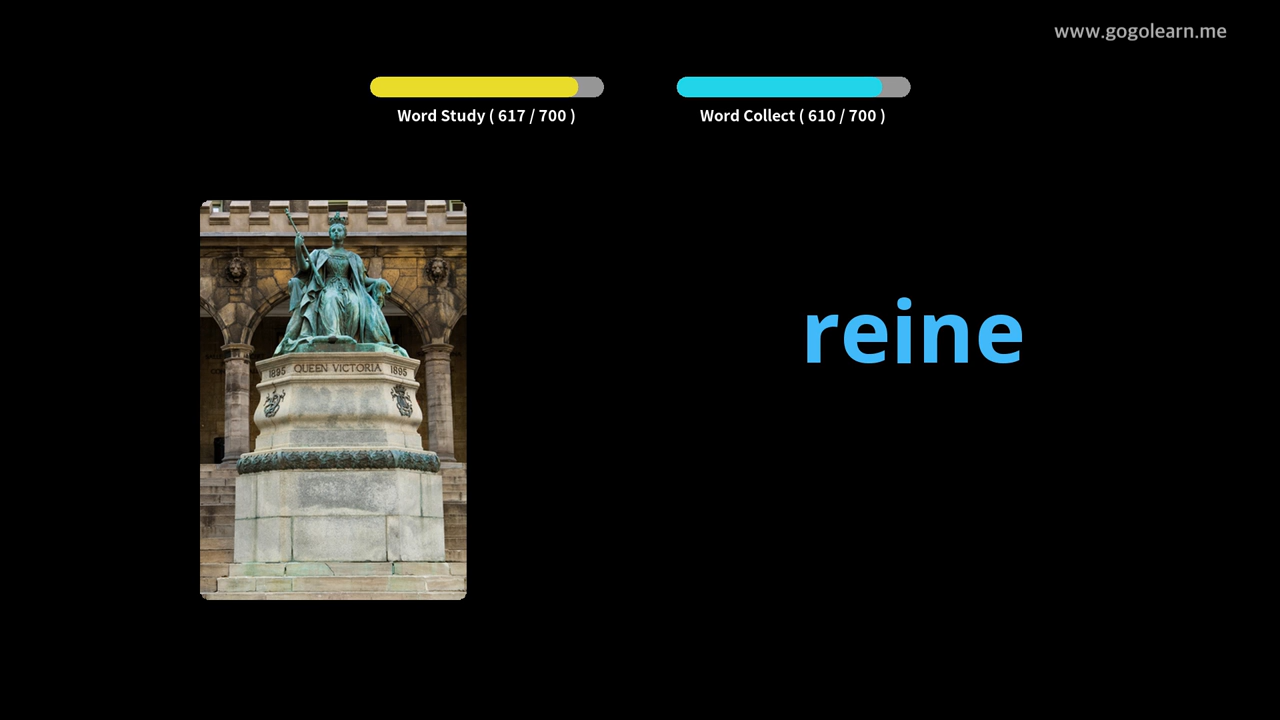 www.gogolearn.me
Word Study ( 617 / 700 )
Word Collect ( 610 / 700 )
1895 QUEEN VICTORIA 1895
reine